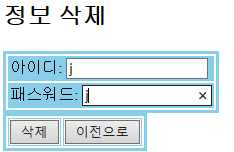 정보 삭제
아이디: j
패스워드: j ×
삭제 이전으로